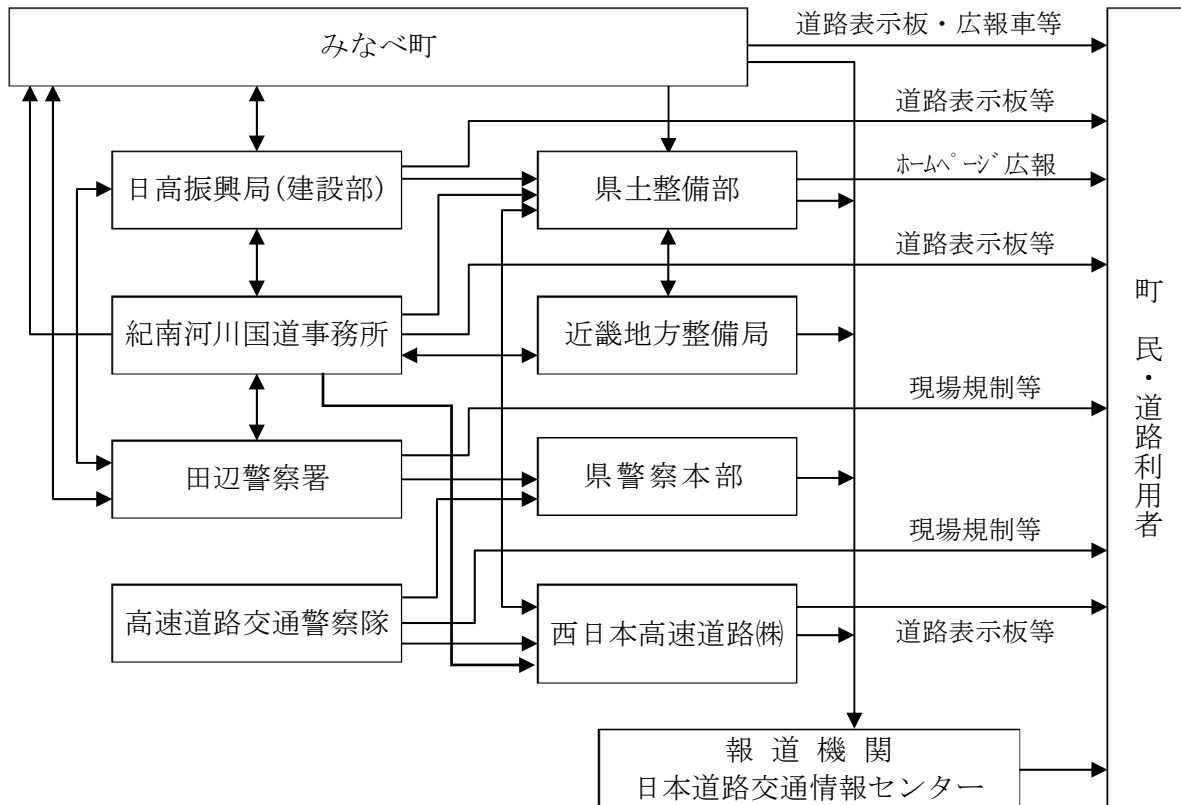 みなべ町
道路表示板・広報車等
道路表示板等
日高振興局(建設部)
県土整備部
ﾎｰﾑﾍﾟｰｼﾞ広報
道路表示板等
紀南河川国道事務所
近畿地方整備局
現場規制等
田辺警察署
県警察本部
現場規制等
高速道路交通警察隊
西日本高速道路㈱
道路表示板等
報道機関
日本道路交通情報センター
町民・道路利用者